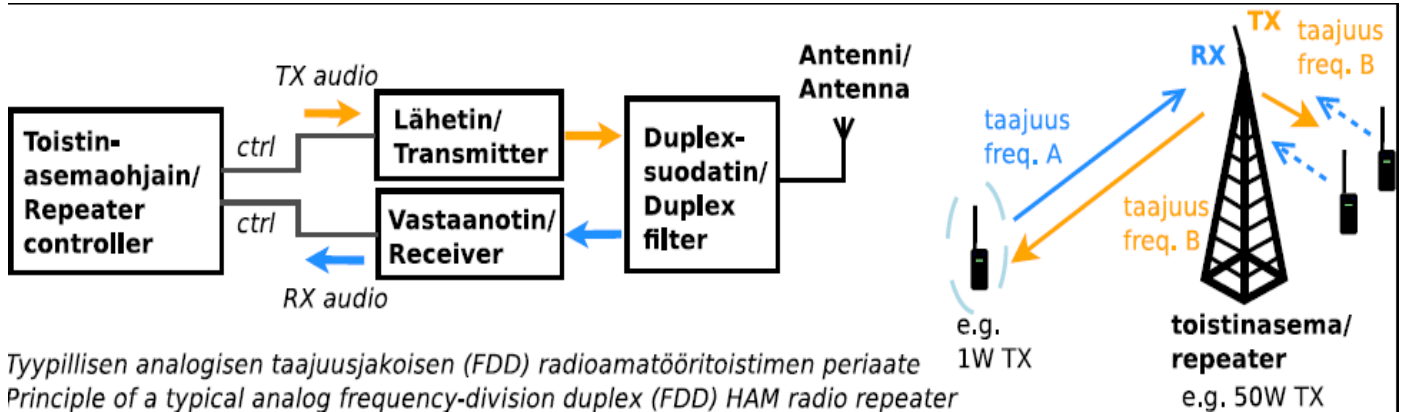 Toistin-
asemaohjain/
Repeater
controller
ctrl
ctrl
TX audio
Lähetin/
Transmitter
Vastaanotin/
Receiver
RX audio
Duplex-
suodatin/
Duplex
filter
Antenni/
Antenna
taajuus
freq. A
RX
TX
taajuus
freq. B
taajuus
freq. B
e.g.
1W TX
toistinasema/
repeater
e.g. 50W TX
Tyypillisen analogisen taajuusjakoisen (FDD) radioamatööritoistimen periaate
Principle of a typical analog frequency-division duplex (FDD) HAM radio repeater